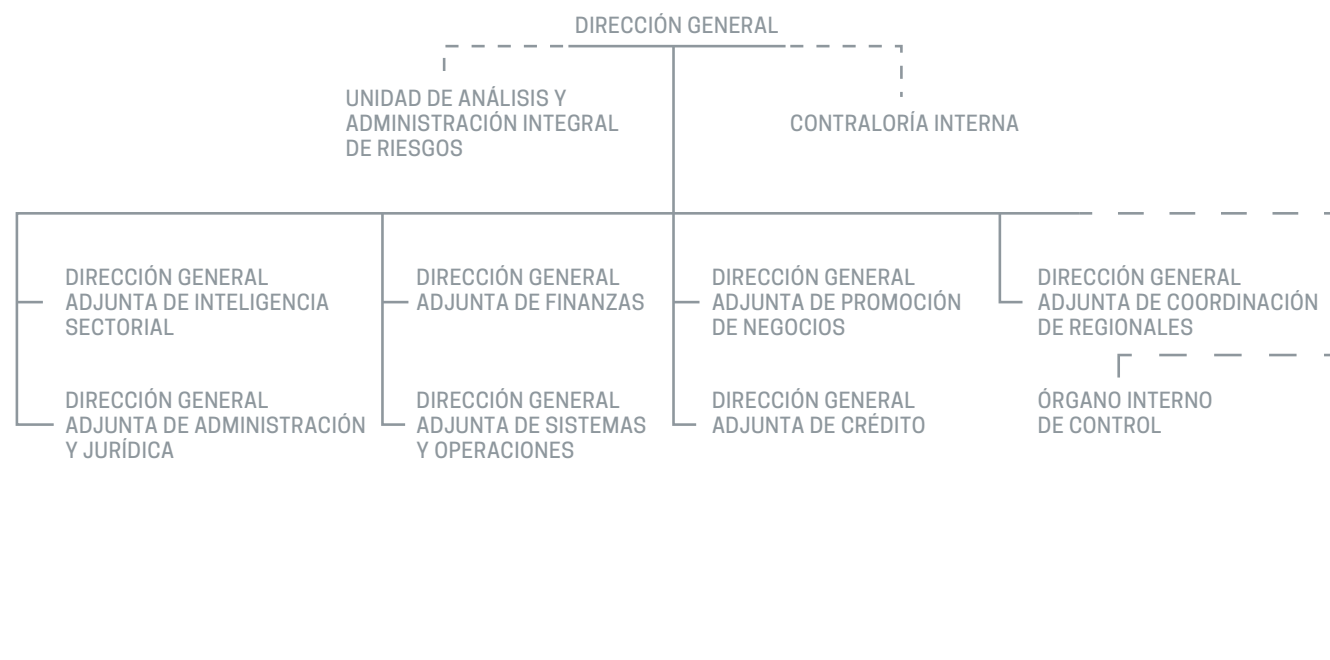 DIRECCIÓN GENERAL
UNIDAD DE ANÁLISIS Y
ADMINISTRACIÓN INTEGRAL
DE RIESGOS
CONTRALORÍA INTERNA
DIRECCIÓN GENERAL
ADJUNTA DE INTELIGENCIA
SECTORIAL
DIRECCIÓN GENERAL
ADJUNTA DE FINANZAS
DIRECCIÓN GENERAL
ADJUNTA DE PROMOCIÓN
DE NEGOCIOS
DIRECCIÓN GENERAL
ADJUNTA DE COORDINACIÓN
DE REGIONALES
DIRECCIÓN GENERAL
ADJUNTA DE ADMINISTRACIÓN
Y JURÍDICA
DIRECCIÓN GENERAL
ADJUNTA DE SISTEMAS
Y OPERACIONES
DIRECCIÓN GENERAL
ADJUNTA DE CRÉDITO
ÓRGANO INTERNO
DE CONTROL